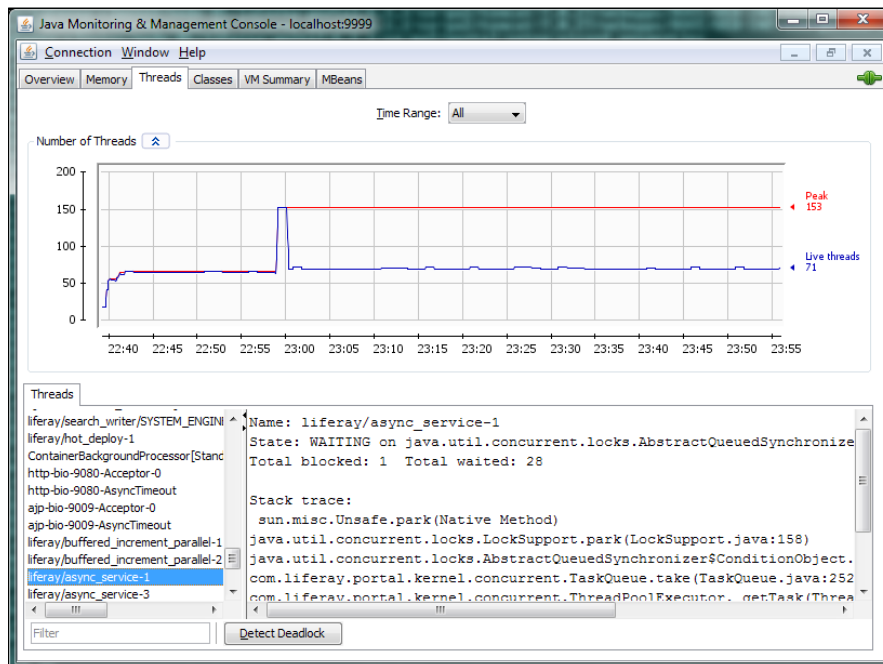 Java Monitoring & Management Console - localhost:9999
Connection Window Help
Overview Memory Threads Classes VM Summary MBeans
Time Range: All
Number of Threads
200
150
100
50
0
Peak
153
Live threads
71
22:40 22:45 22:50 22:55 23:00 23:05 23:10 23:15 23:20 23:25 23:30 23:35 23:40 23:45 23:50 23:55
Threads
liferay/search_writer/SYSTEM_ENGIN
liferay/hot_deploy-1
ContainerBackgroundProcessor[Stand
http-bio-9080-Acceptor-0
http-bio-9080-AsyncTimeout
ajp-bio-9009-Acceptor-0
ajp-bio-9009-AsyncTimeout
liferay/buffered_increment_parallel-1
liferay/buffered_increment_parallel-2
liferay/async_service-1
liferay/async_service-3
Name: liferay/async_service-1
State: WAITING on java.util.concurrent.locks.AbstractQueuedSynchronize
Total blocked: 1 Total waited: 28
Stack trace:
sun.misc.Unsafe.park(Native Method)
java.util.concurrent.locks.LockSupport.park(LockSupport.java:158)
java.util.concurrent.locks.AbstractQueuedSynchronizer$ConditionObject.
com.liferay.portal.kernel.concurrent.TaskQueue.take(TaskQueue.java:252
com.liferay.portal.kernel.concurrent.ThreadPoolExecutor._getTask(Threa
Filter
Detect Deadlock